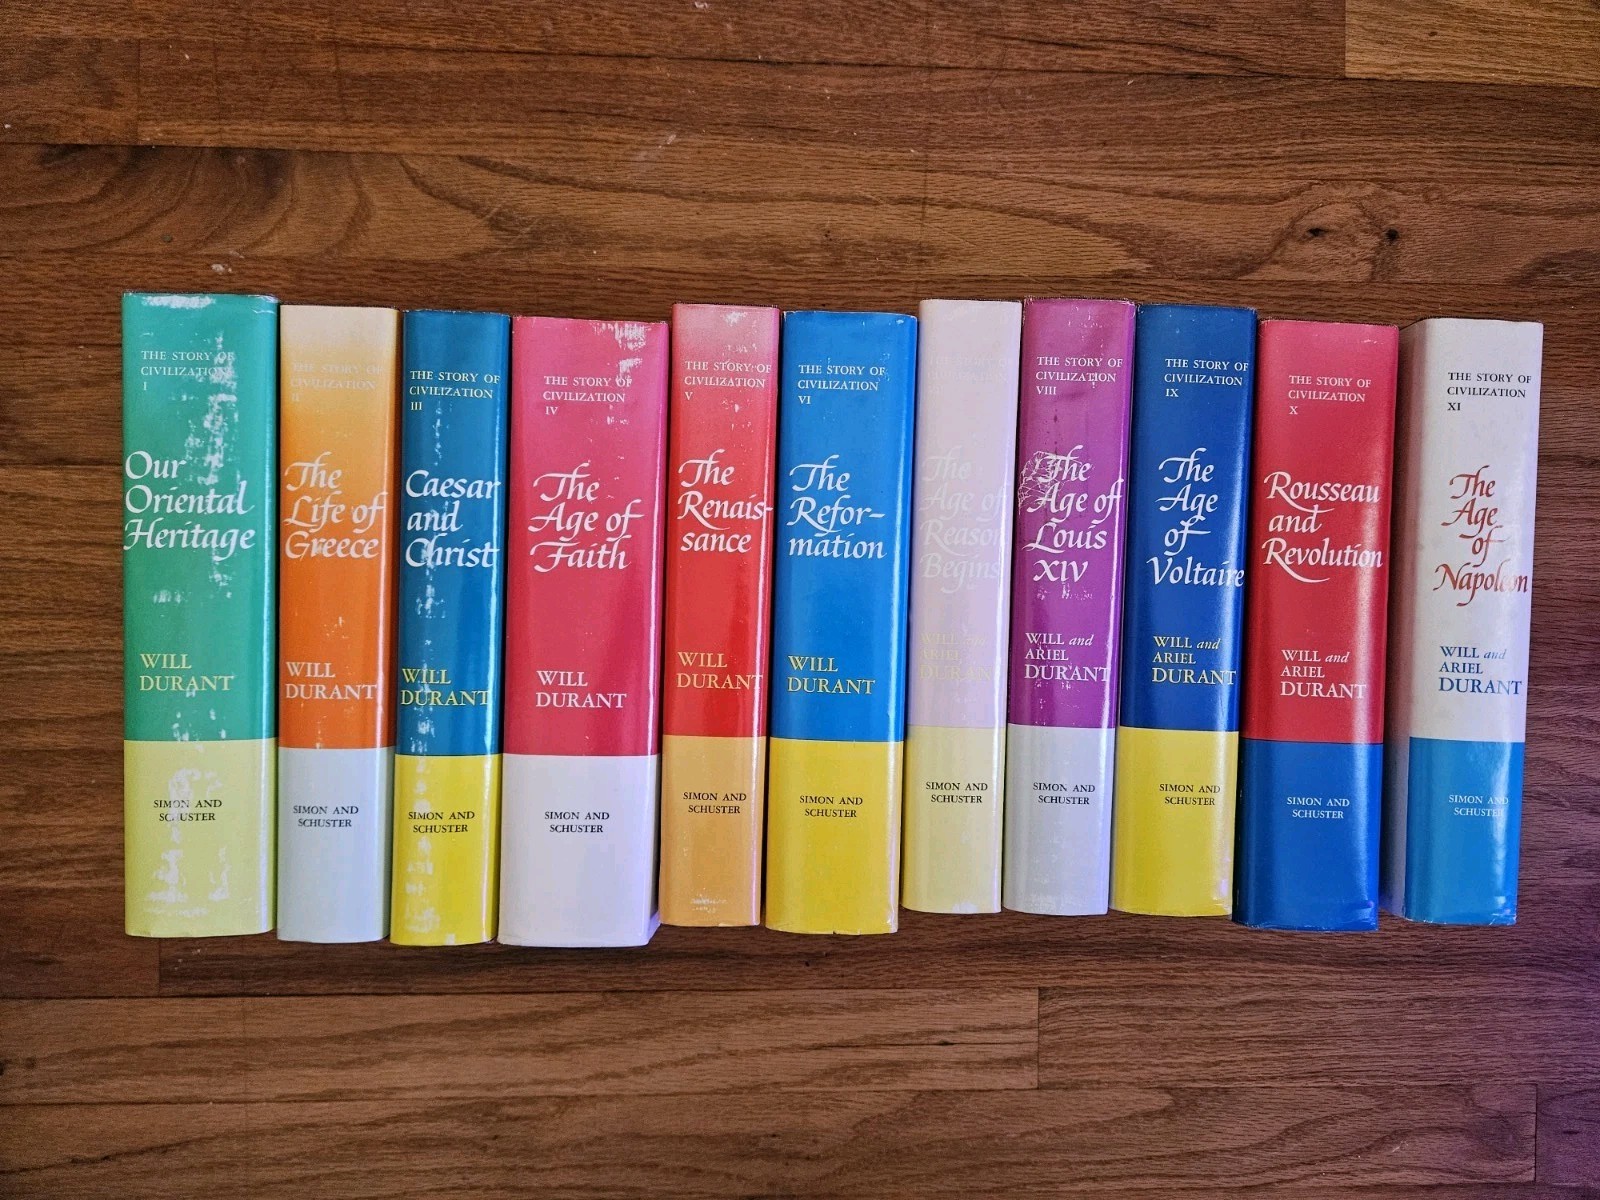 THE STORY OF
CIVILIZATION
I
Our
Oriental
Heritage
WILL
DURANT
SIMON AND
SCHUSTER
THE STORY OF
CIVILIZATION
II
The
Life of
Greece
WILL
DURANT
SIMON AND
SCHUSTER
THE STORY OF
CIVILIZATION
III
Caesar
and
Christ
WILL
DURANT
SIMON AND
SCHUSTER
THE STORY OF
CIVILIZATION
IV
The
Age of
Faith
WILL
DURANT
SIMON AND
SCHUSTER
THE STORY OF
CIVILIZATION
V
The
Renais-
sance
WILL
DURANT
SIMON AND
SCHUSTER
THE STORY OF
CIVILIZATION
VI
The
Refor-
mation
WILL
DURANT
SIMON AND
SCHUSTER
The
Age of
Reason
Begins
WILL and
ARIEL
DURANT
SIMON AND
SCHUSTER
THE STORY OF
CIVILIZATION
VIII
The
Age of
Louis
XIV
WILL and
ARIEL
DURANT
SIMON AND
SCHUSTER
THE STORY OF
CIVILIZATION
IX
The
Age
of
Voltaire
WILL and
ARIEL
DURANT
SIMON AND
SCHUSTER
THE STORY OF
CIVILIZATION
X
Rousseau
and
Revolution
WILL and
ARIEL
DURANT
SIMON AND
SCHUSTER
THE STORY OF
CIVILIZATION
XI
The
Age
of
Napoleon
WILL and
ARIEL
DURANT
SIMON AND
SCHUSTER